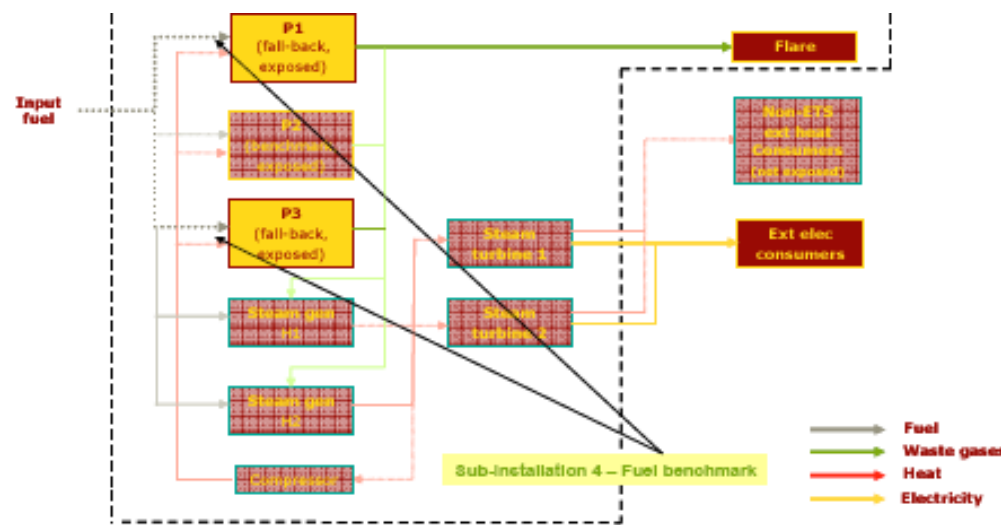 P1
(fall-back,
exposed)
Flare
Input
fuel
P2
(benchmark,
exposed)
Non-ETS
ext heat
Consumers
(not exposed)
P3
(fall-back,
exposed)
Steam
turbine 1
Ext elec
consumers
Steam gen
H1
Steam
turbine 2
Steam gen
H2
Compressor
Sub-installation 4 – Fuel benchmark
Fuel
Waste gases
Heat
Electricity